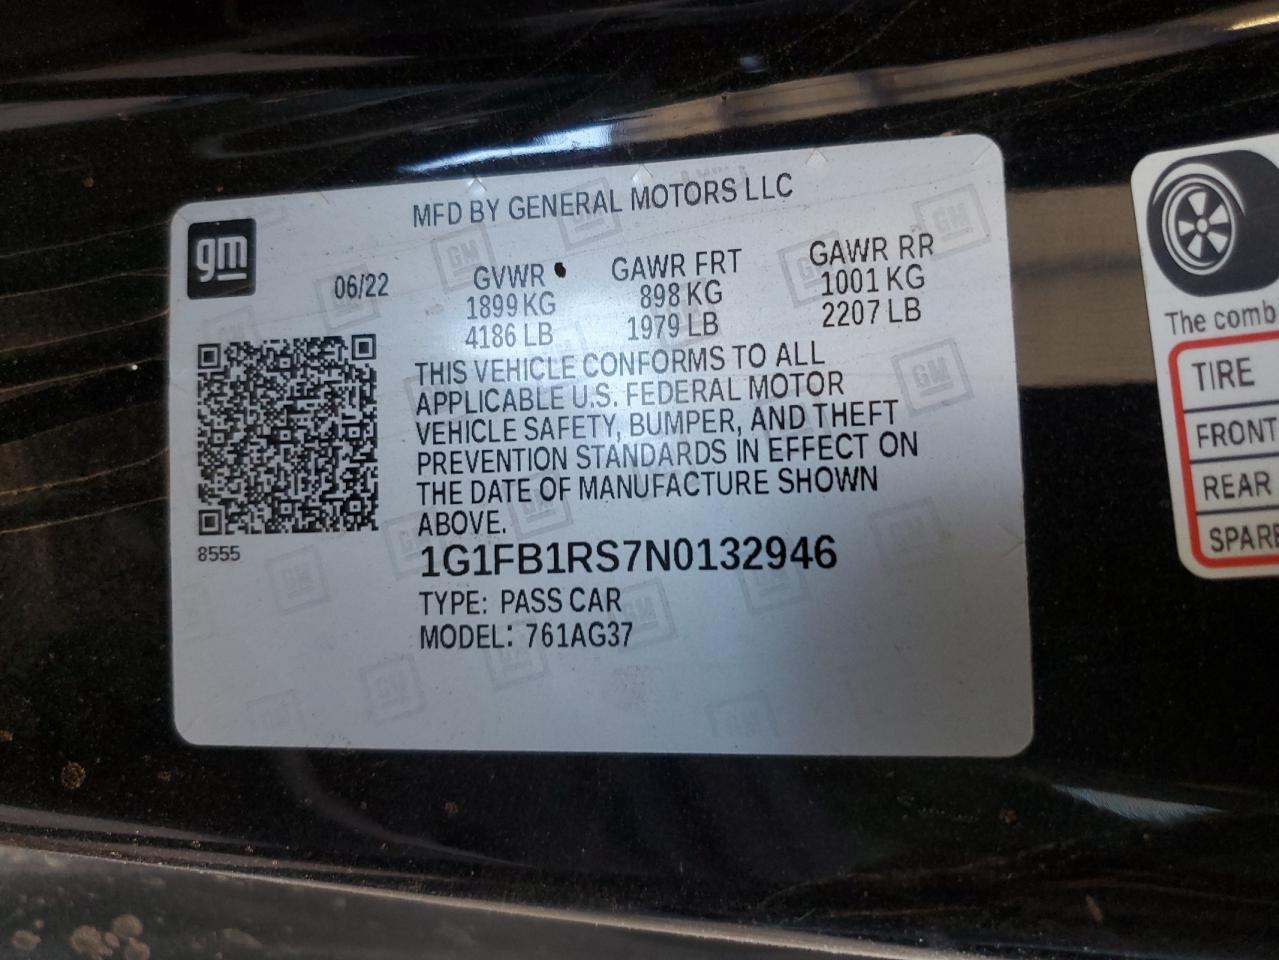 MFD BY GENERAL MOTORS LLC
gm
06/22
GVWR GAWR FRT GAWR RR
1899 KG 898 KG 1001 KG
4186 LB 1979 LB 2207 LB
THIS VEHICLE CONFORMS TO ALL
APPLICABLE U.S. FEDERAL MOTOR
VEHICLE SAFETY, BUMPER, AND THEFT
PREVENTION STANDARDS IN EFFECT ON
THE DATE OF MANUFACTURE SHOWN
ABOVE.
8555
1G1FB1RS7N0132946
TYPE: PASS CAR
MODEL: 761AG37
The comb
TIRE
FRONT
REAR
SPARE